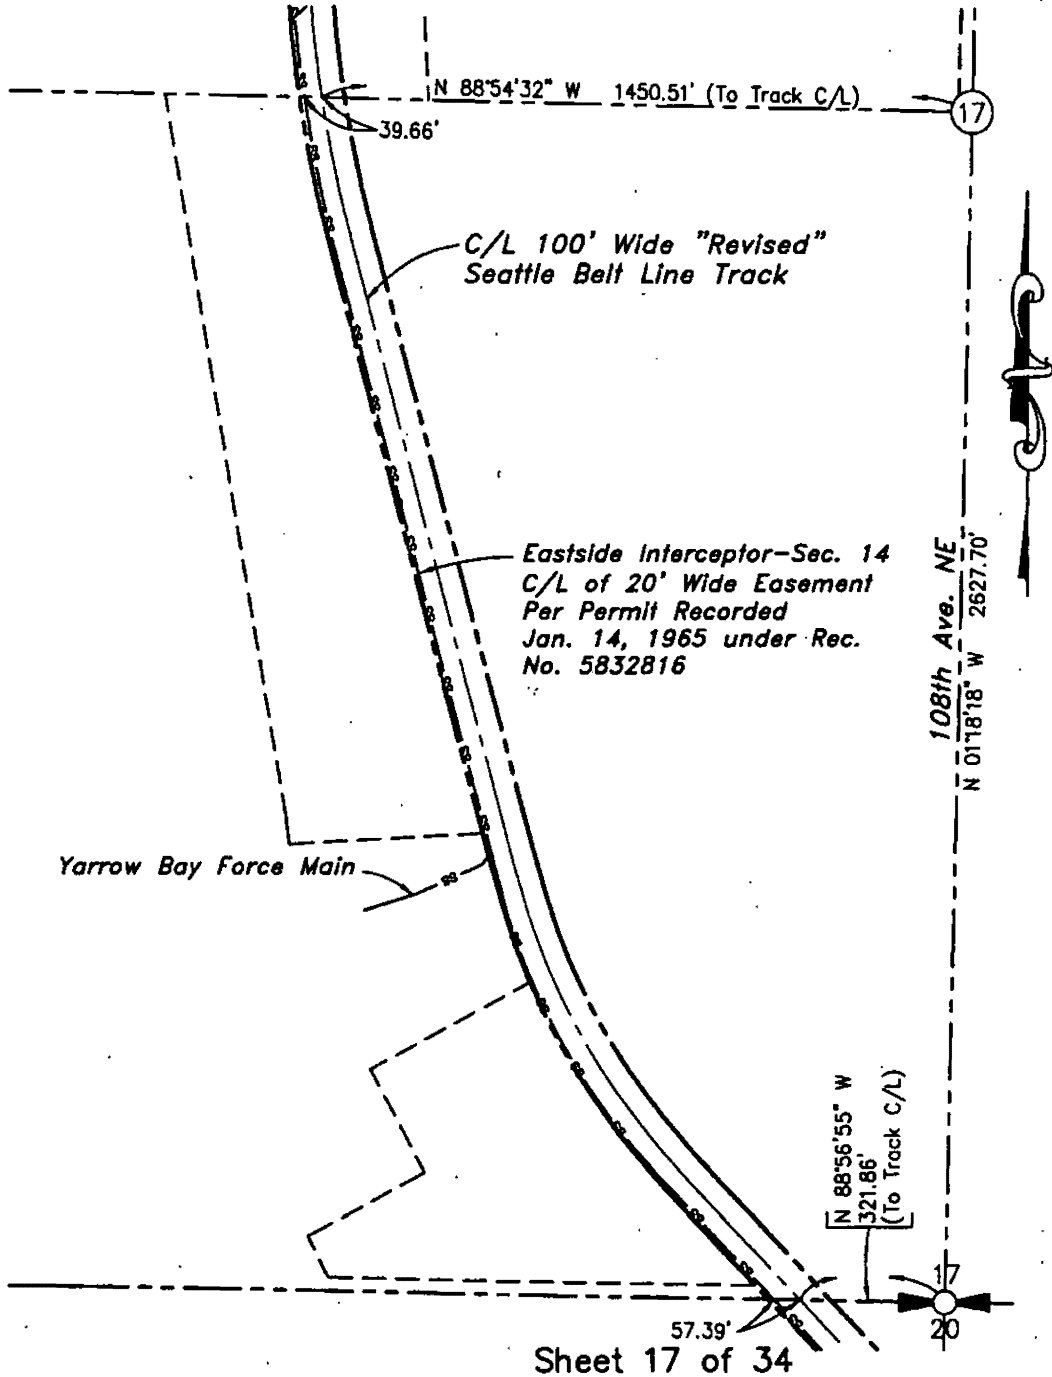 N 88°54'32" W 1450.51' (To Track C/L)
17
39.66'
C/L 100' Wide "Revised"
Seattle Belt Line Track
Eastside Interceptor-Sec. 14
C/L of 20' Wide Easement
Per Permit Recorded
Jan. 14, 1965 under Rec.
No. 5832816
108th Ave. NE
N 01°18'18" W 2627.70'
Yarrow Bay Force Main
SS
N 88°56'55" W
321.86'
(To Track C/L)
17
20
57.39'
Sheet 17 of 34